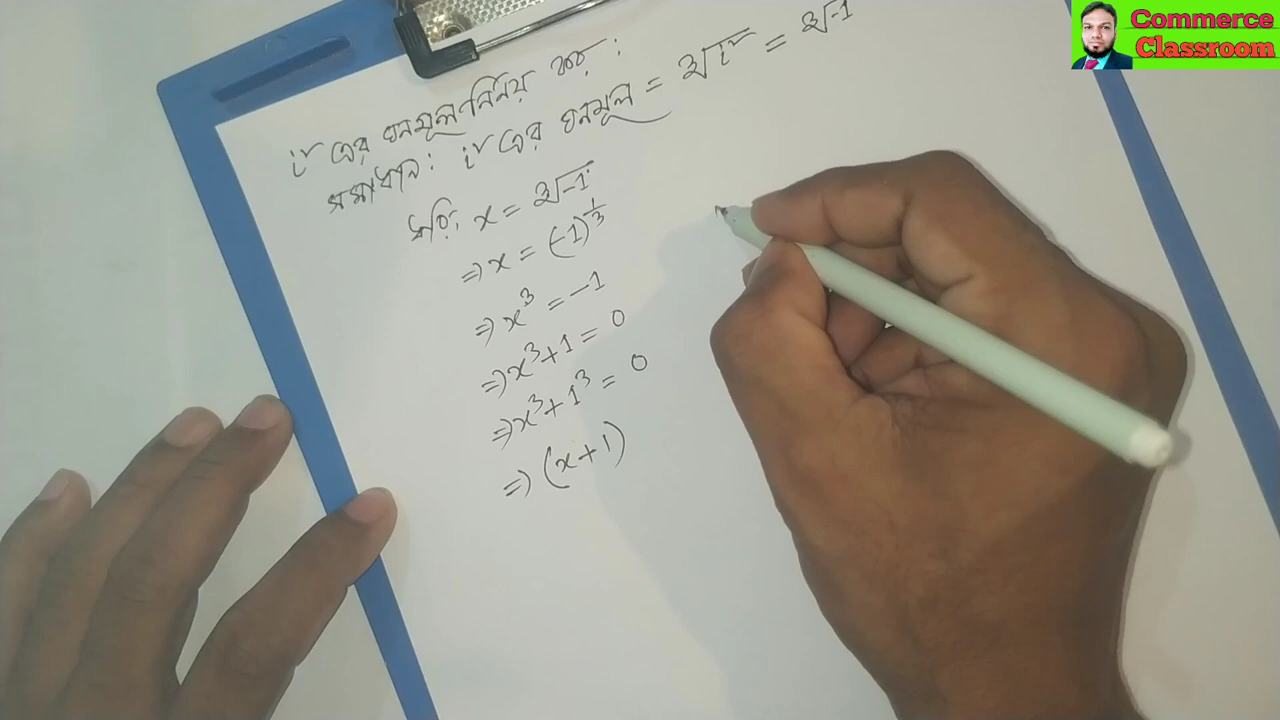 Commerce
Classroom
i² এর ঘনমূল নির্নয় কর :
সমাধান : i² এর ঘনমূল = ∛i² = ∛-1
ধরি, x = ∛-1
⇒ x = (-1)^1/3
⇒ x³ = -1
⇒ x³+1 = 0
⇒ x³+1³ = 0
⇒ (x+1)